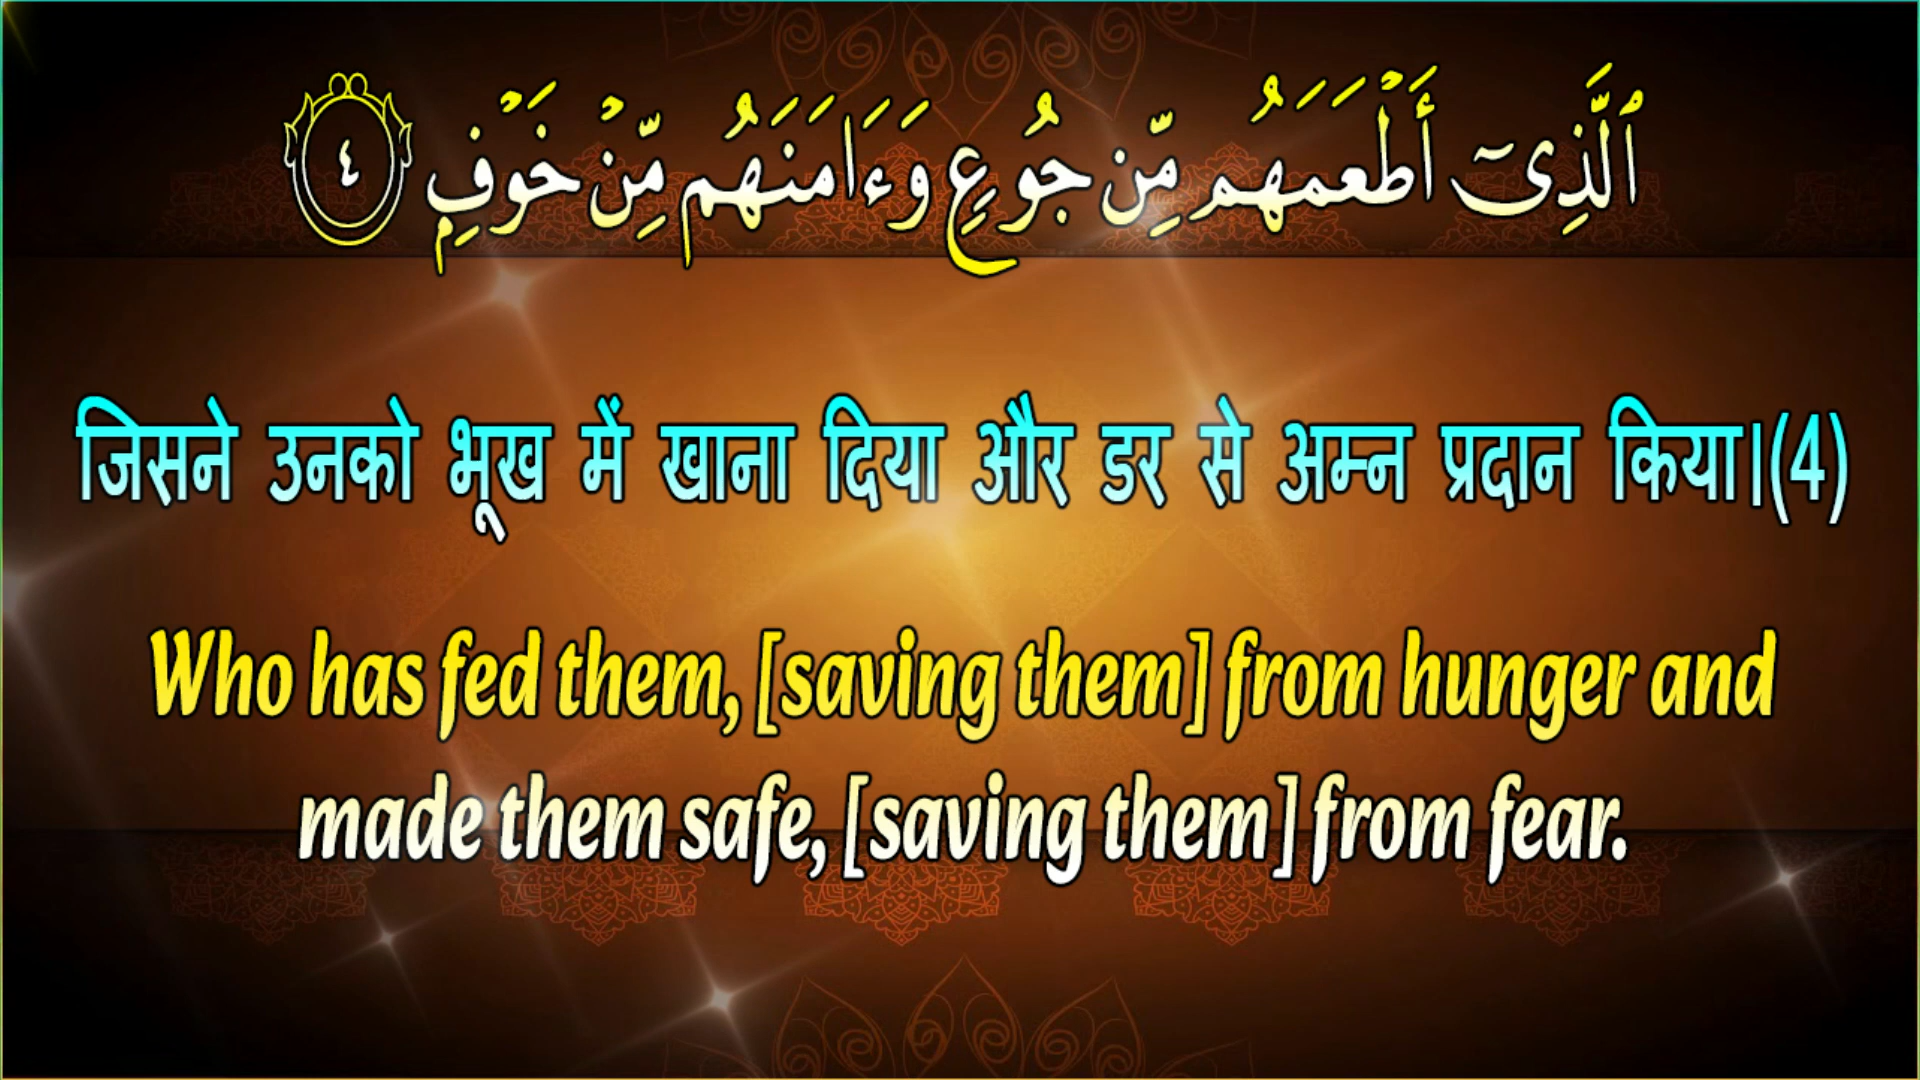 ٱلَّذِىٓ أَطۡعَمَهُم مِّن جُوعٖ وَءَامَنَهُم مِّنۡ خَوۡفِۭ ٤
जिसने उनको भूख में खाना दिया और डर से अम्न प्रदान किया।(4)
Who has fed them, [saving them] from hunger and
made them safe, [saving them] from fear.